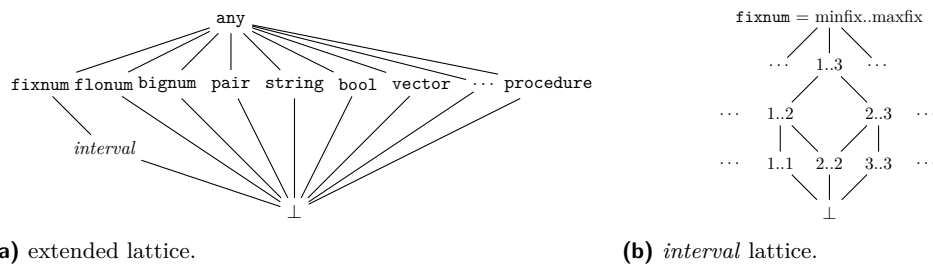 any
fixnum flonum bignum pair string bool vector ··· procedure
interval
⊥
a) extended lattice.
fixnum = minfix..maxfix
··· 1..3 ···
··· 1..2 2..3 ···
··· 1..1 2..2 3..3 ···
⊥
(b) interval lattice.